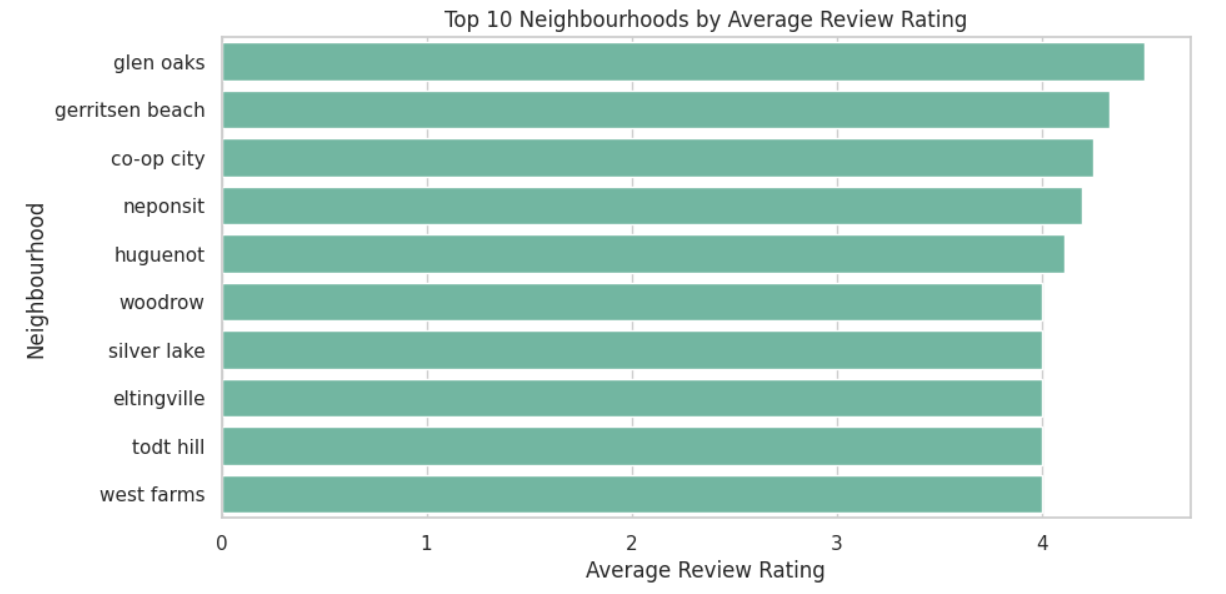 Top 10 Neighbourhoods by Average Review Rating
glen oaks
gerritsen beach
co-op city
neponsit
huguenot
woodrow
silver lake
eltingville
todt hill
west farms
Neighbourhood
0 1 2 3 4
Average Review Rating